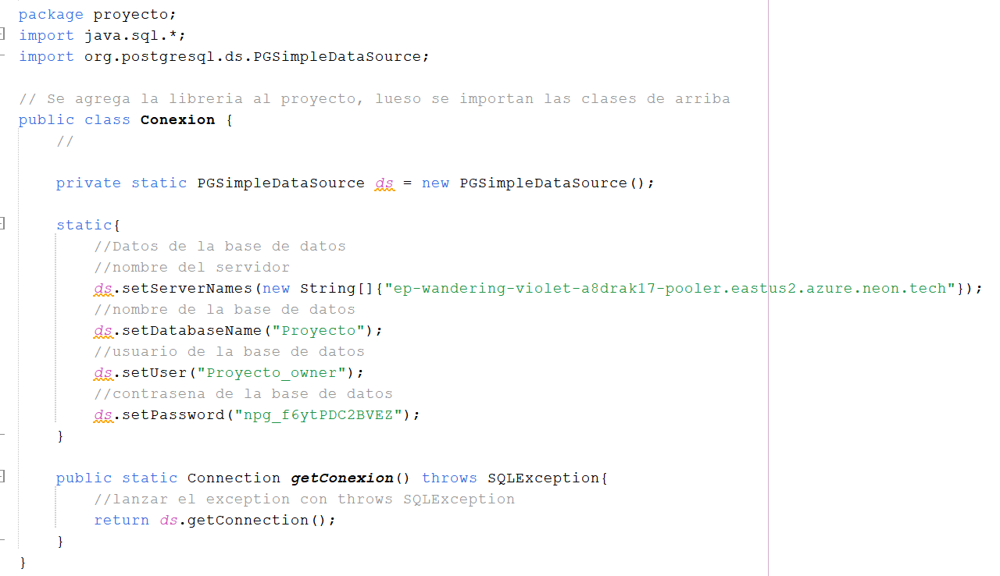 package proyecto;
import java.sql.*;
import org.postgresql.ds.PGSimpleDataSource;
// Se agrega la libreria al proyecto, lueso se importan las clases de arriba
public class Conexion {
//
private static PGSimpleDataSource ds = new PGSimpleDataSource();
static{
//Datos de la base de datos
//nombre del servidor
ds.setServerNames(new String[]{"ep-wandering-violet-a8drak17-pooler.eastus2.azure.neon.tech"});
//nombre de la base de datos
ds.setDatabaseName("Proyecto");
//usuario de la base de datos
ds.setUser("Proyecto_owner");
//contrasena de la base de datos
ds.setPassword("npg_f6ytPDC2BVEZ");
}
public static Connection getConexion() throws SQLException{
//lanzar el exception con throws SQLException
return ds.getConnection();
}
}